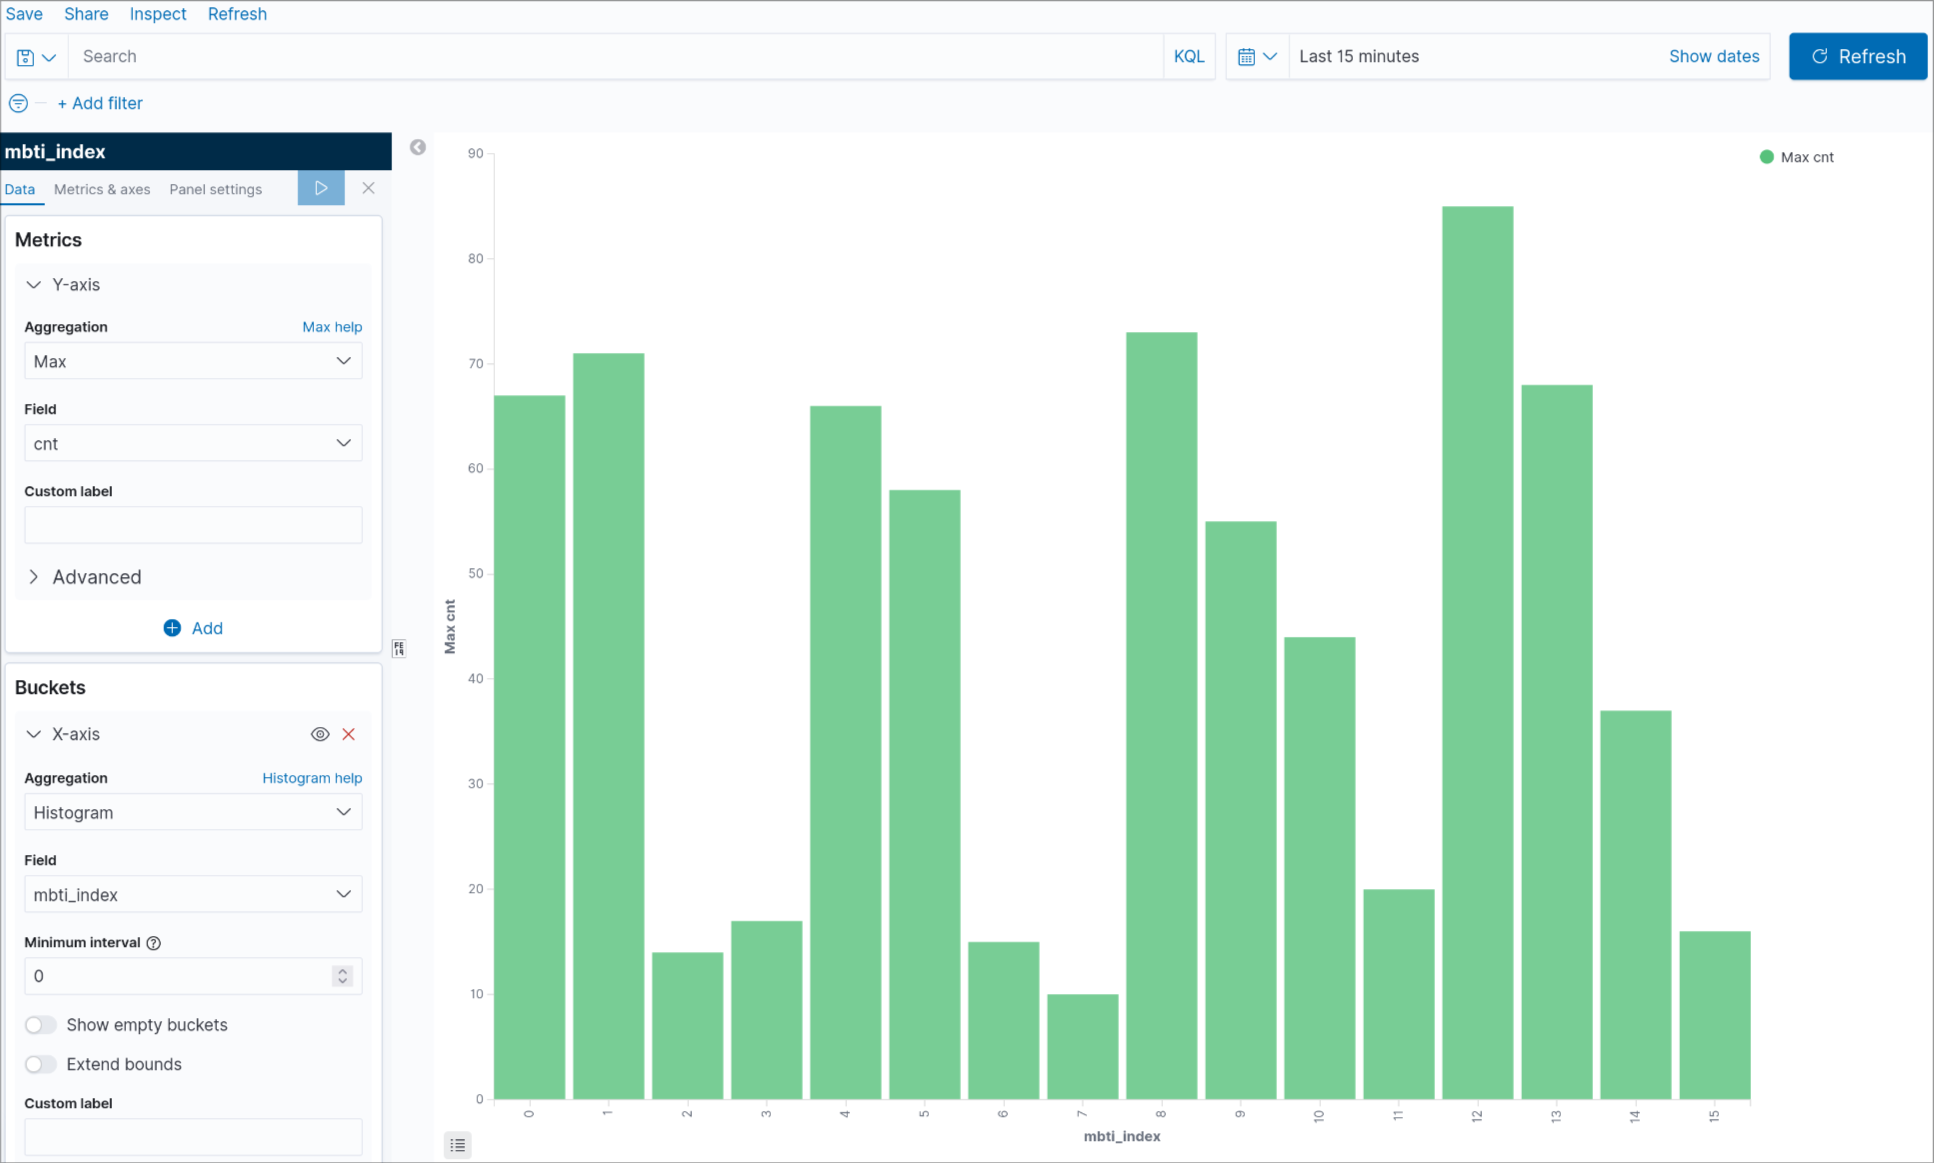 Save Share Inspect Refresh
Search KQL Last 15 minutes Show dates Refresh
+ Add filter
mbti_index
Data Metrics & axes Panel settings
Metrics
Y-axis
Aggregation Max help
Max
Field
cnt
Custom label
Advanced
Add
Buckets
X-axis
Aggregation Histogram help
Histogram
Field
mbti_index
Minimum interval
0
Show empty buckets
Extend bounds
Custom label
Max cnt
90
80
70
60
50
40
30
20
10
0
Max cnt
0 1 2 3 4 5 6 7 8 9 10 11 12 13 14 15
mbti_index